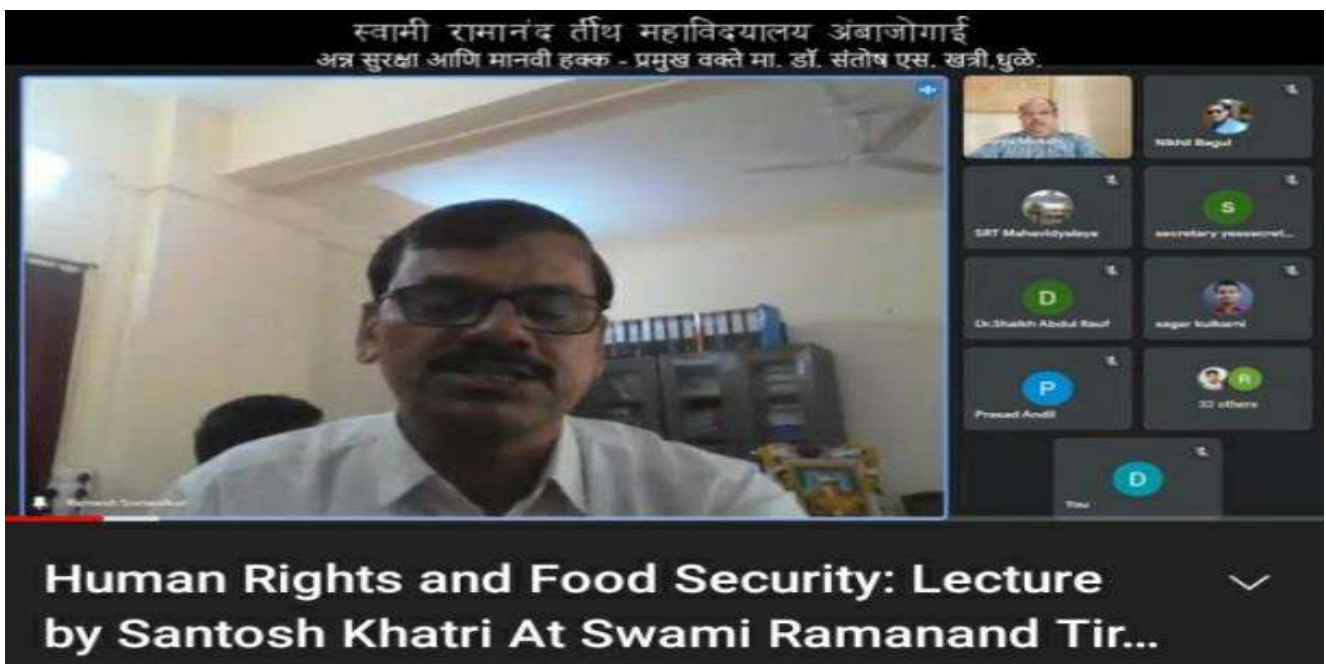 स्वामी रामानंद तीर्थ महाविदयालय अंबाजोगाई
अन्न सुरक्षा आणि मानवी हक्क - प्रमुख वक्ते मा. डॉ. संतोष एस. खत्री,धुळे.
Nikhil Bagul
SRT Mahavidyalaya
secretary yessecret...
S
D
Dr.Shaikh Abdul Rauf
sagar kulkarni
P
R
Prasad Andil
32 others
D
You
Human Rights and Food Security: Lecture
by Santosh Khatri At Swami Ramanand Tir...